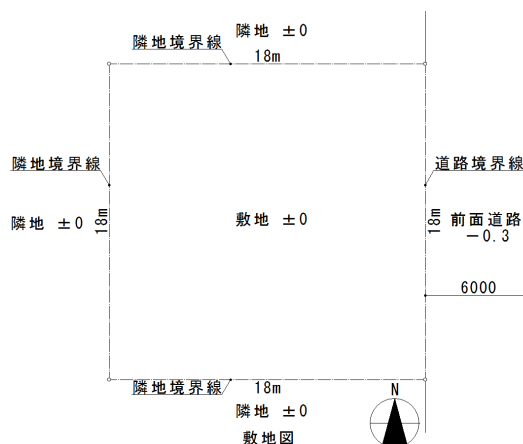 隣地 ±0
隣地境界線
18m
隣地境界線
道路境界線
隣地 ±0
18m
敷地 ±0
18m
前面道路
-0.3
6000
隣地境界線
18m
N
隣地 ±0
敷地図